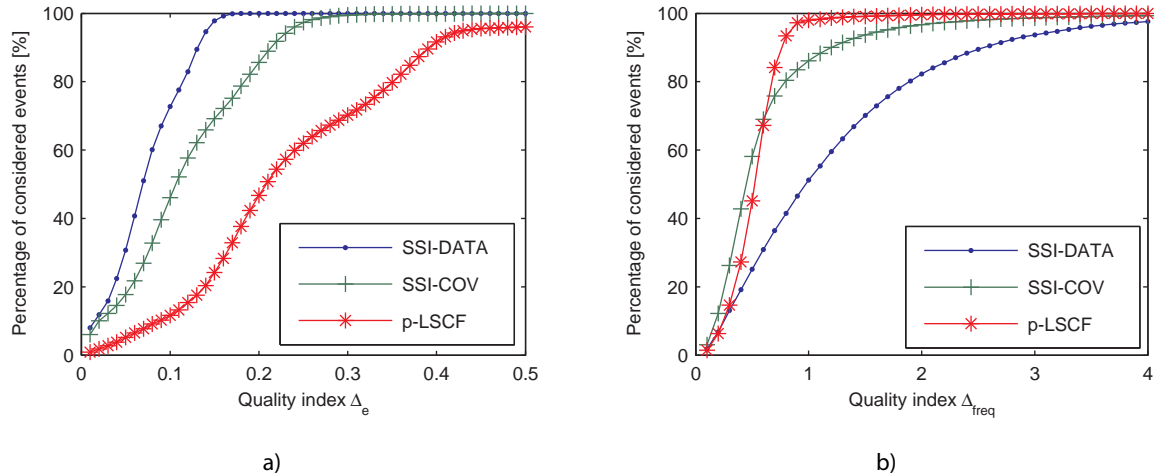 100
80
60
40
20
0
Percentage of considered events [%]
0
0.1
0.2
0.3
0.4
0.5
Quality index Δe
SSI-DATA
SSI-COV
p-LSCF
a)
100
80
60
40
20
0
Percentage of considered events [%]
0
1
2
3
4
Quality index Δfreq
SSI-DATA
SSI-COV
p-LSCF
b)